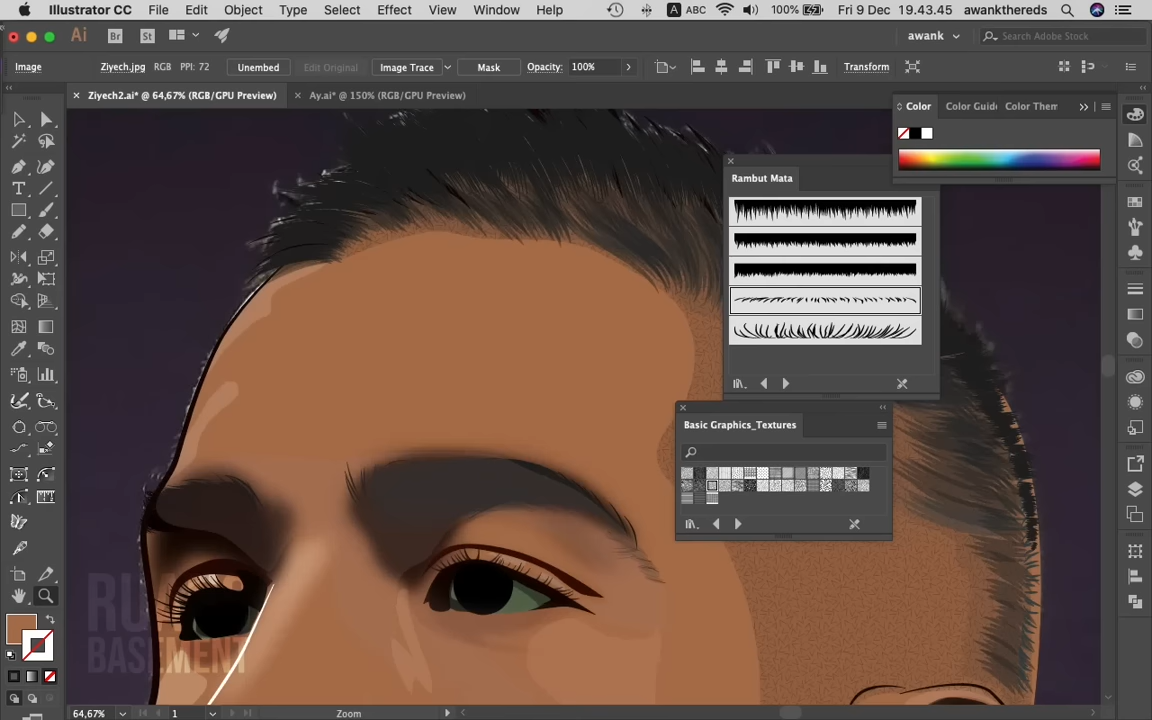 Illustrator CC File Edit Object Type Select Effect View Window Help A ABC 100% Fri 9 Dec 19.43.45 awankthereds
Ai Br St awank Search Adobe Stock
Image Ziyech.jpg RGB PPI: 72 Unembed Edit Original Image Trace Mask Opacity: 100% Transform
Ziyech2.ai* @ 64,67% (RGB/GPU Preview) Ay.ai* @ 150% (RGB/GPU Preview)
Color Color Guide Color Them
Rambut Mata
Basic Graphics_Textures
BASEMENT
64,67% 1 Zoom